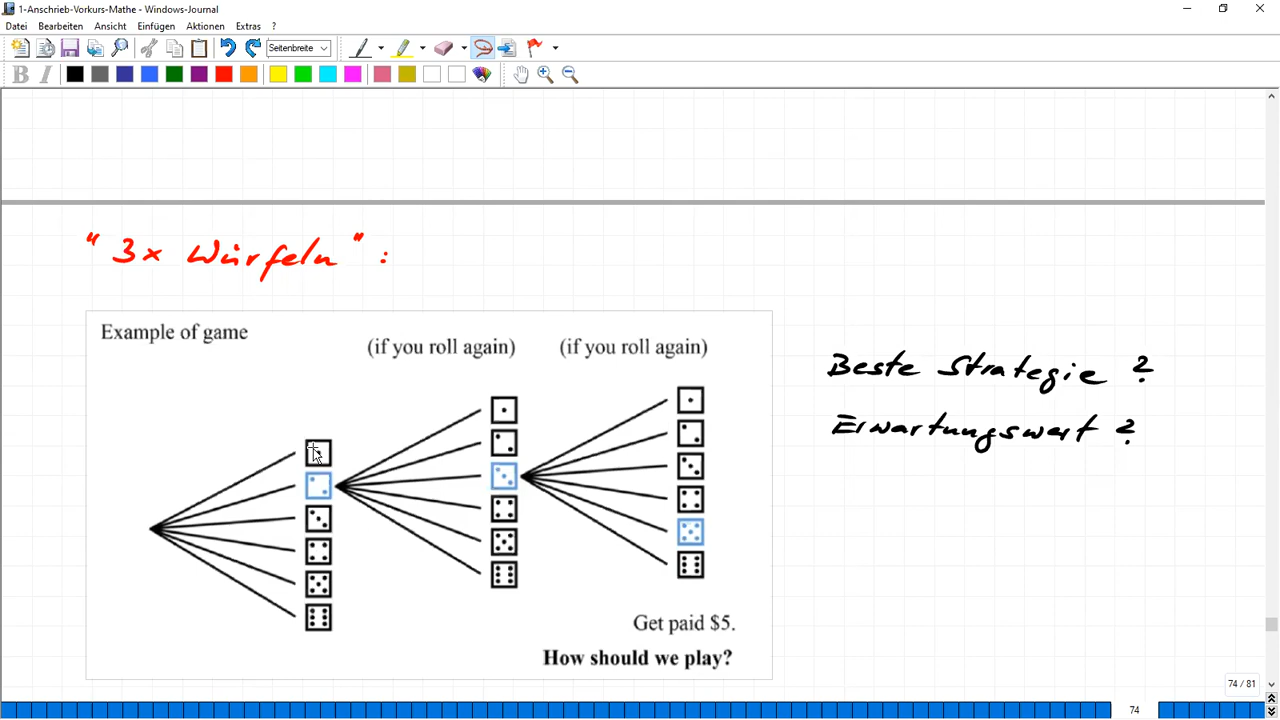 1-Anschrieb-Vorkurs-Mathe - Windows-Journal
Datei Bearbeiten Ansicht Einfügen Aktionen Extras ?
Seitenbreite
B I
"3x Würfeln":
Example of game
(if you roll again) (if you roll again)
Beste Strategie ?
Erwartungswert ?
Get paid $5.
How should we play?
74 / 81
74